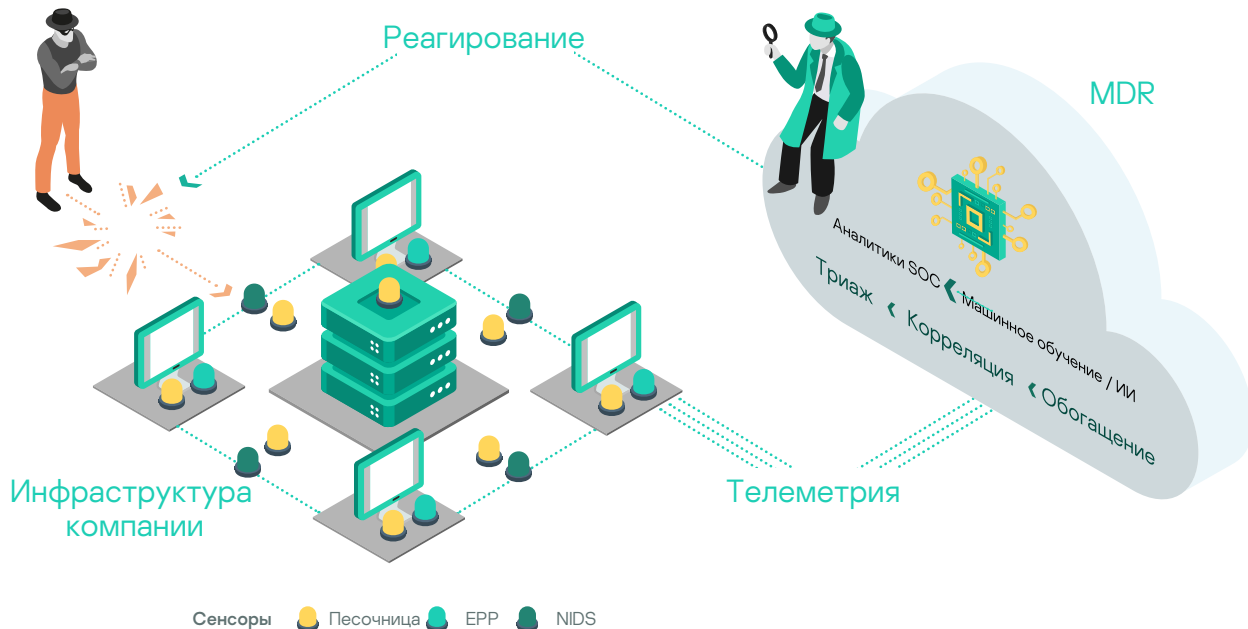 Реагирование
MDR
Аналитики SOC
Машинное обучение / ИИ
Триаж
Корреляция
Обогащение
Инфраструктура
компании
Телеметрия
Сенсоры Песочница EPP NIDS